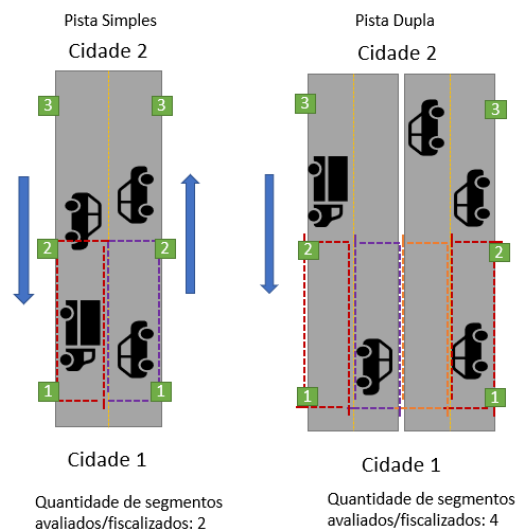 Pista Simples
Cidade 2
3 3
2 2
1 1
Cidade 1
Quantidade de segmentos
avaliados/fiscalizados: 2
Pista Dupla
Cidade 2
3 3
2 2
1 1
Cidade 1
Quantidade de segmentos
avaliados/fiscalizados: 4